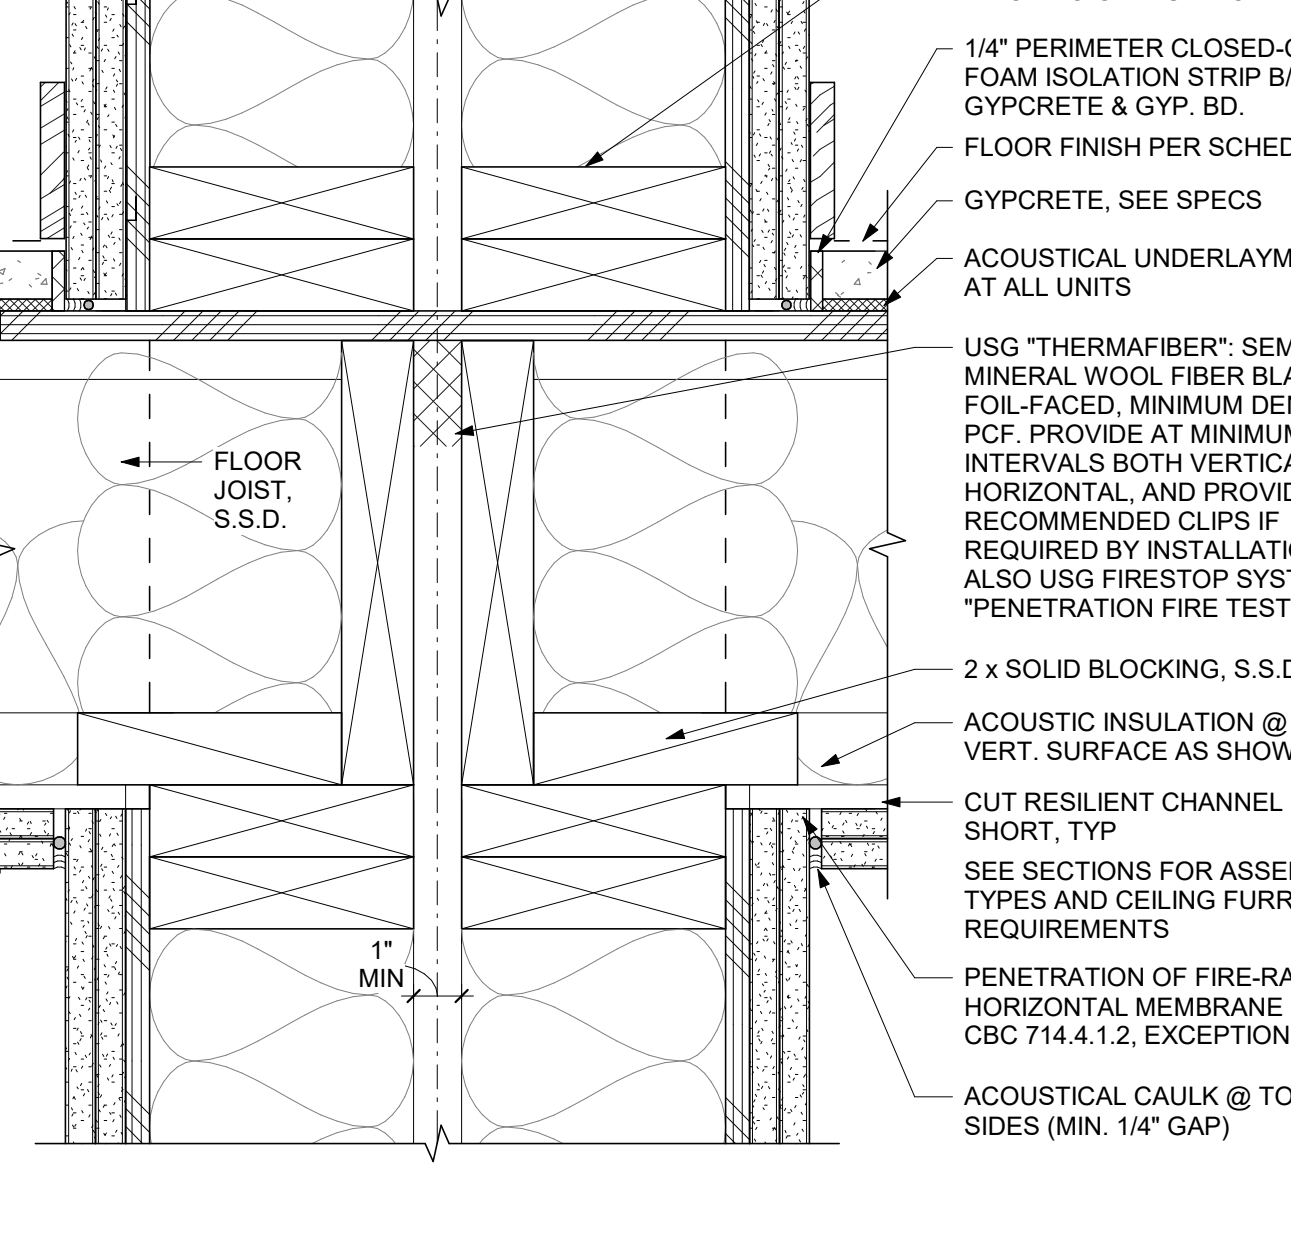 1/4" PERIMETER CLOSED-
FOAM ISOLATION STRIP B/
GYPCRETE & GYP. BD.
FLOOR FINISH PER SCHED
GYPCRETE, SEE SPECS
ACOUSTICAL UNDERLAYM
AT ALL UNITS
USG "THERMAFIBER": SEM
MINERAL WOOL FIBER BLA
FOIL-FACED, MINIMUM DE
PCF. PROVIDE AT MINIMUM
INTERVALS BOTH VERTICA
HORIZONTAL, AND PROVID
RECOMMENDED CLIPS IF
REQUIRED BY INSTALLATI
ALSO USG FIRESTOP SYST
"PENETRATION FIRE TEST
FLOOR
JOIST,
S.S.D.
2 x SOLID BLOCKING, S.S.D
ACOUSTIC INSULATION @
VERT. SURFACE AS SHOW
CUT RESILIENT CHANNEL
SHORT, TYP
SEE SECTIONS FOR ASSE
TYPES AND CEILING FURR
REQUIREMENTS
1"
MIN
PENETRATION OF FIRE-RA
HORIZONTAL MEMBRANE
CBC 714.4.1.2, EXCEPTION
ACOUSTICAL CAULK @ TO
SIDES (MIN. 1/4" GAP)